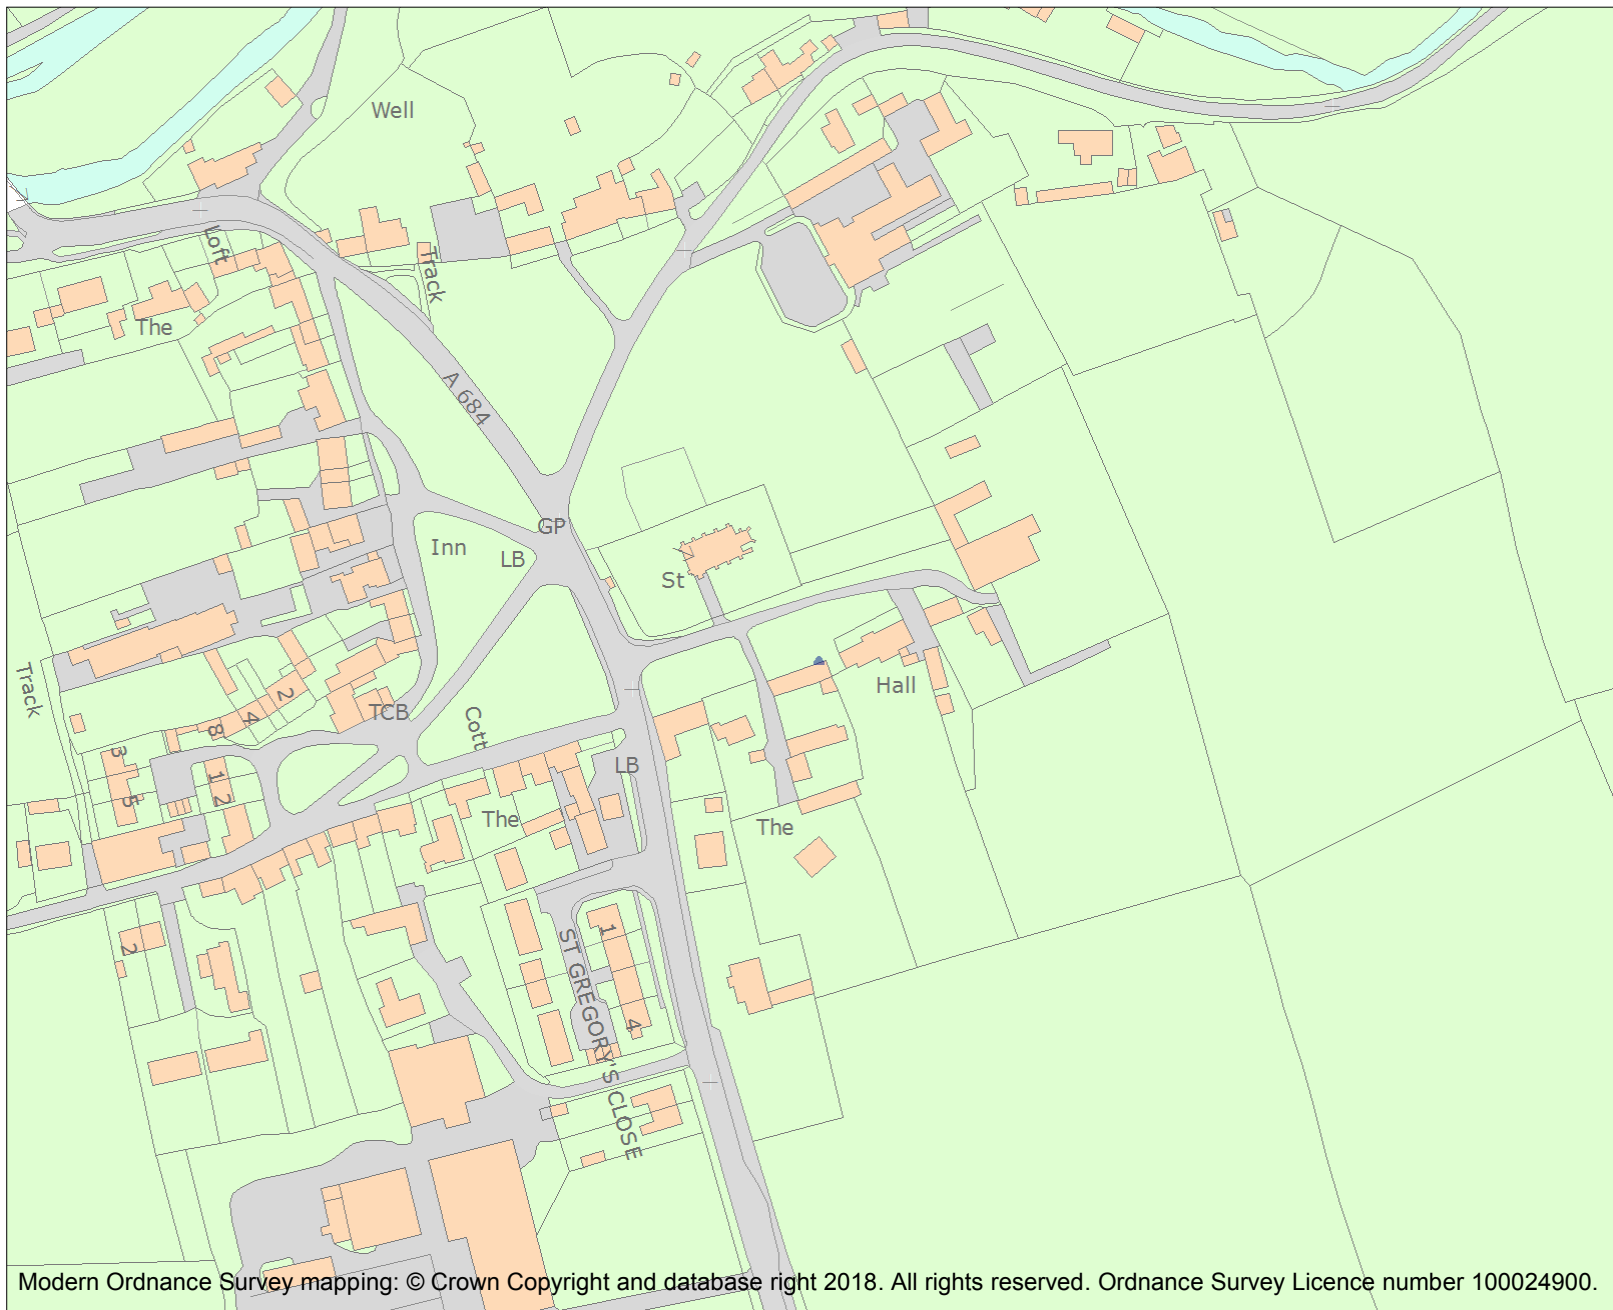 Well
Loft
Track
The
A 684
GP
Inn
LB
St
Track
Hall
2
TCB
4
Cott
8
3
LB
1
5
2
The
The
1
2
ST GREGORY'S CLOSE
4
Modern Ordnance Survey mapping: © Crown Copyright and database right 2018. All rights reserved. Ordnance Survey Licence number 100024900.